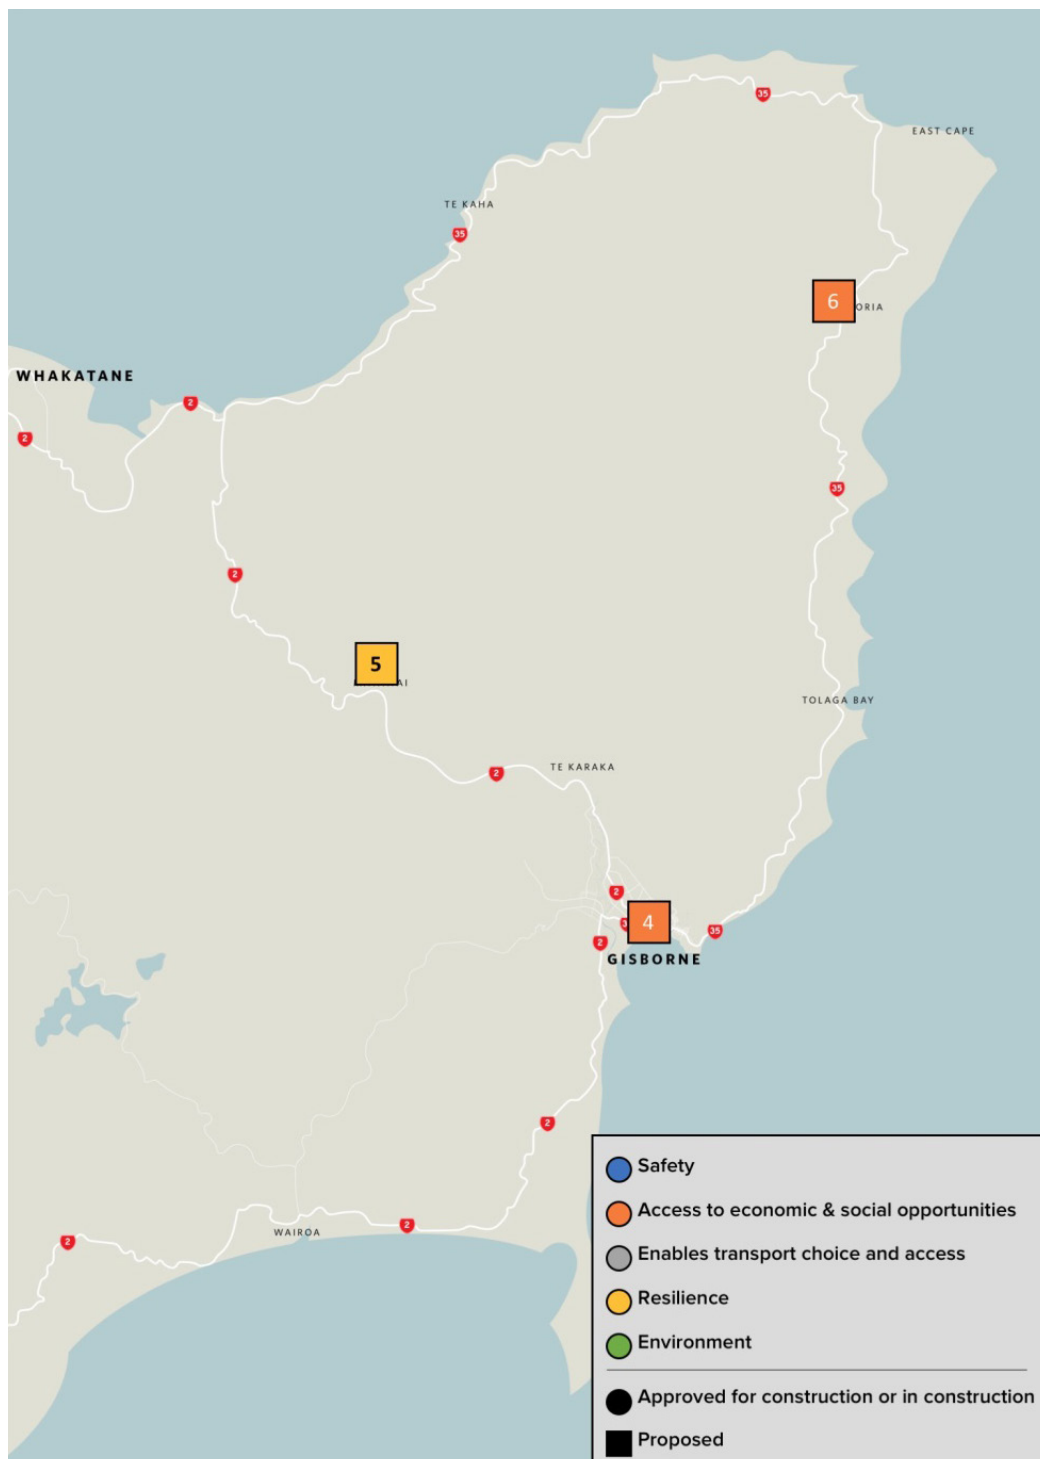 35
EAST CAPE
TE KAHA
35
6
ORIA
WHAKATANE
2
2
35
2
5
AI
TOLAGA BAY
TE KARAKA
2
2
4
35
2
GISBORNE
2
WAIROA
2
2
Safety
Access to economic & social opportunities
Enables transport choice and access
Resilience
Environment
Approved for construction or in construction
Proposed